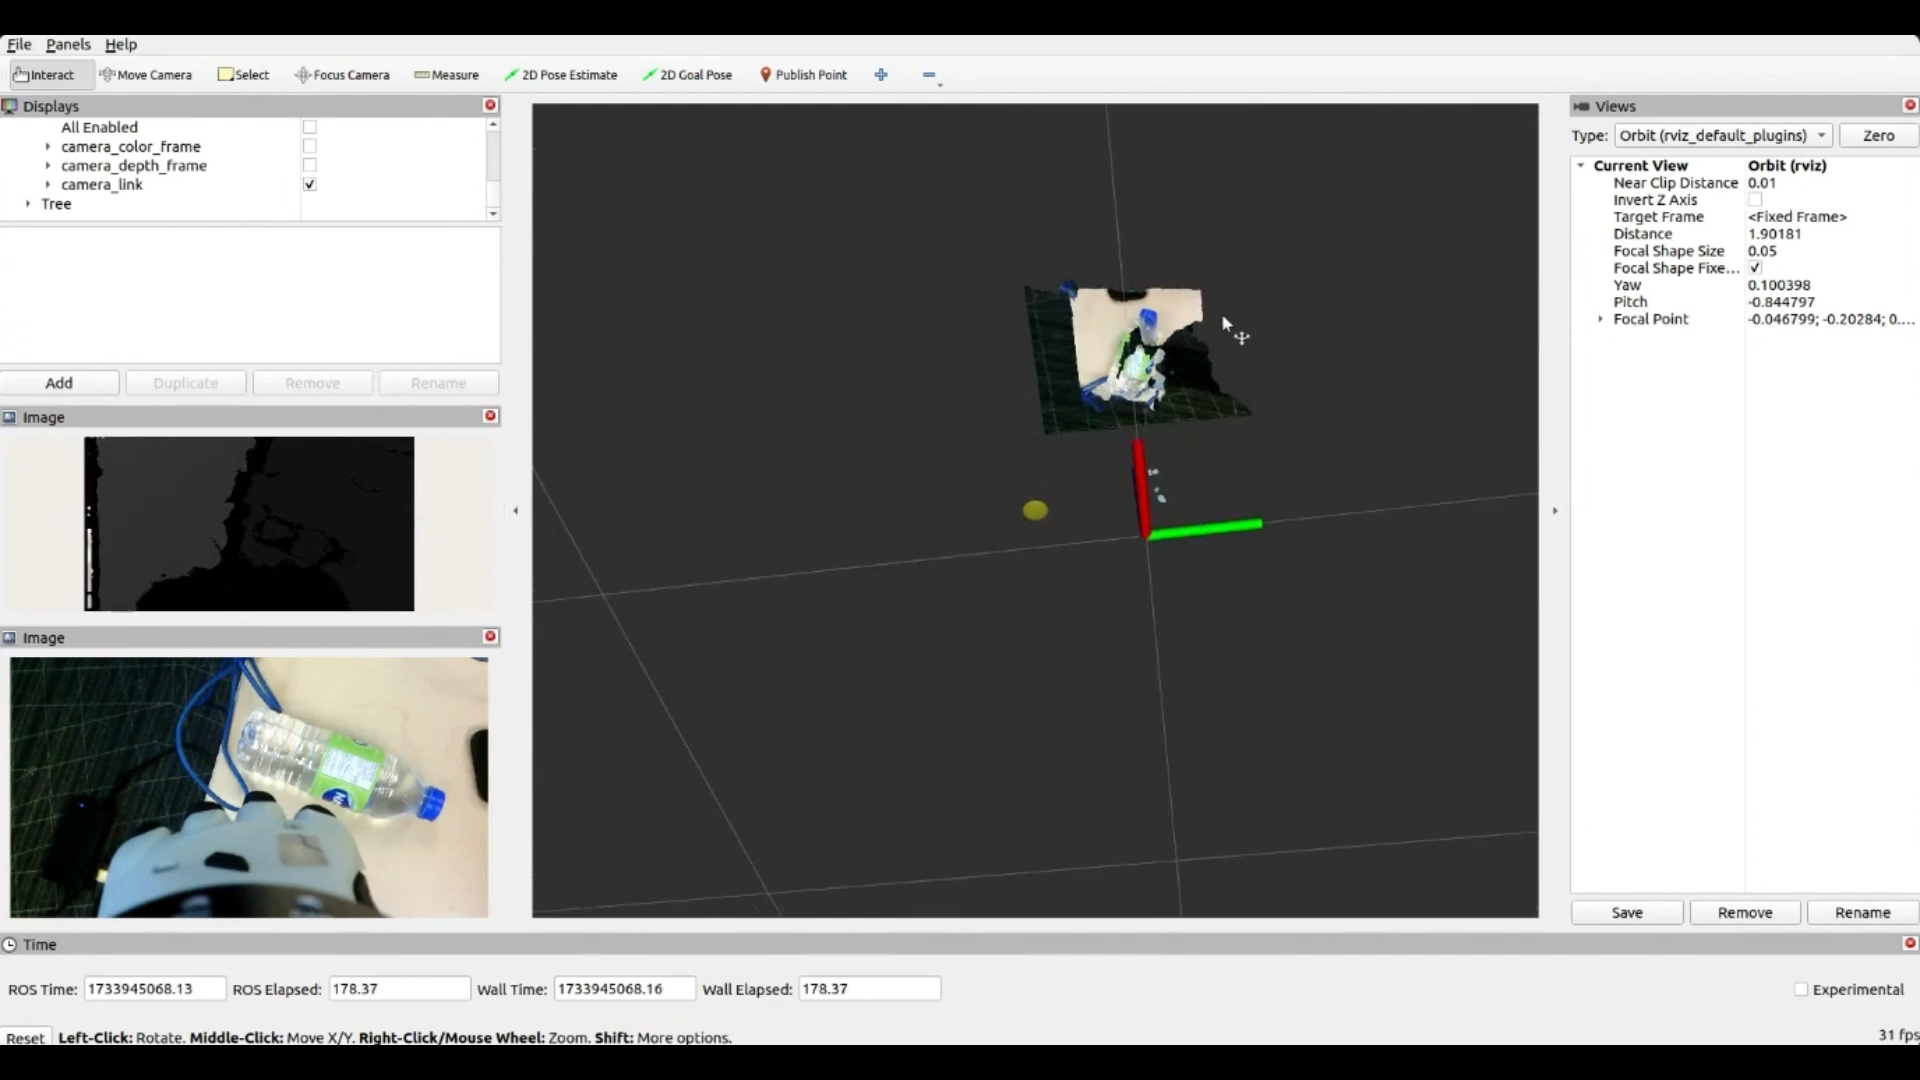 File Panels Help
Interact Move Camera Select Focus Camera Measure 2D Pose Estimate 2D Goal Pose Publish Point
Displays
All Enabled
camera_color_frame
camera_depth_frame
camera_link
Tree
Add Duplicate Remove Rename
Image
Image
Views
Type: Orbit (rviz_default_plugins) Zero
Current View Orbit (rviz)
Near Clip Distance 0.01
Invert Z Axis
Target Frame <Fixed Frame>
Distance 1.90181
Focal Shape Size 0.05
Focal Shape Fixe...
Yaw 0.100398
Pitch -0.844797
Focal Point -0.046799; -0.20284; 0....
Save Remove Rename
Time
ROS Time: 1733945068.13 ROS Elapsed: 178.37 Wall Time: 1733945068.16 Wall Elapsed: 178.37 Experimental
Reset Left-Click: Rotate. Middle-Click: Move X/Y. Right-Click/Mouse Wheel: Zoom. Shift: More options. 31 fps